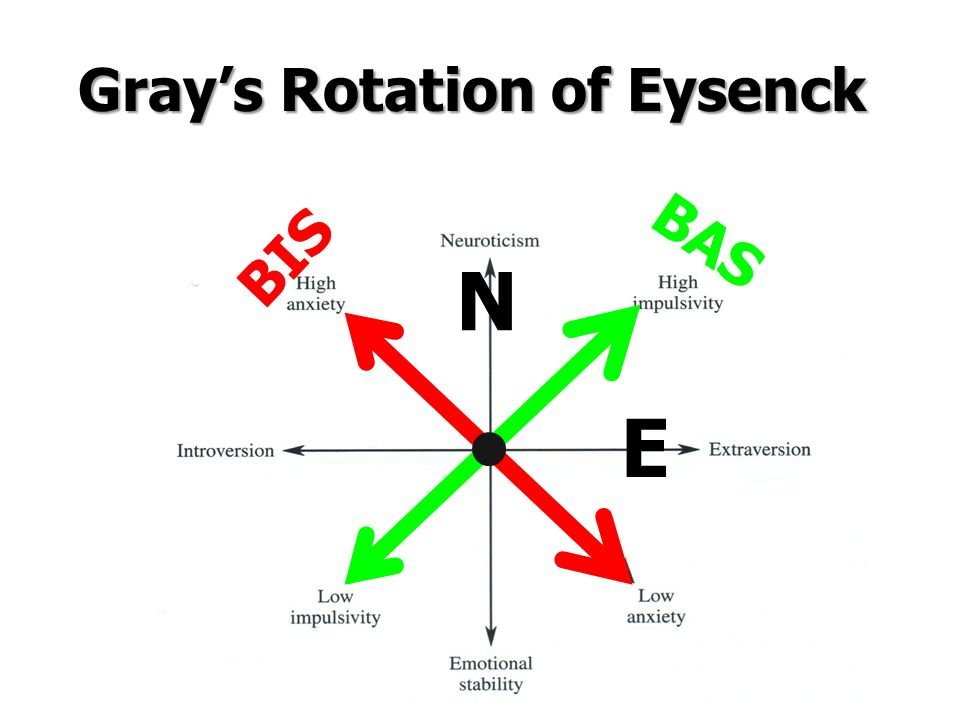 Gray’s Rotation of Eysenck
BIS
BAS
Neuroticism
N
High
anxiety
High
impulsivity
Introversion
E
Extraversion
Low
impulsivity
Low
anxiety
Emotional
stability